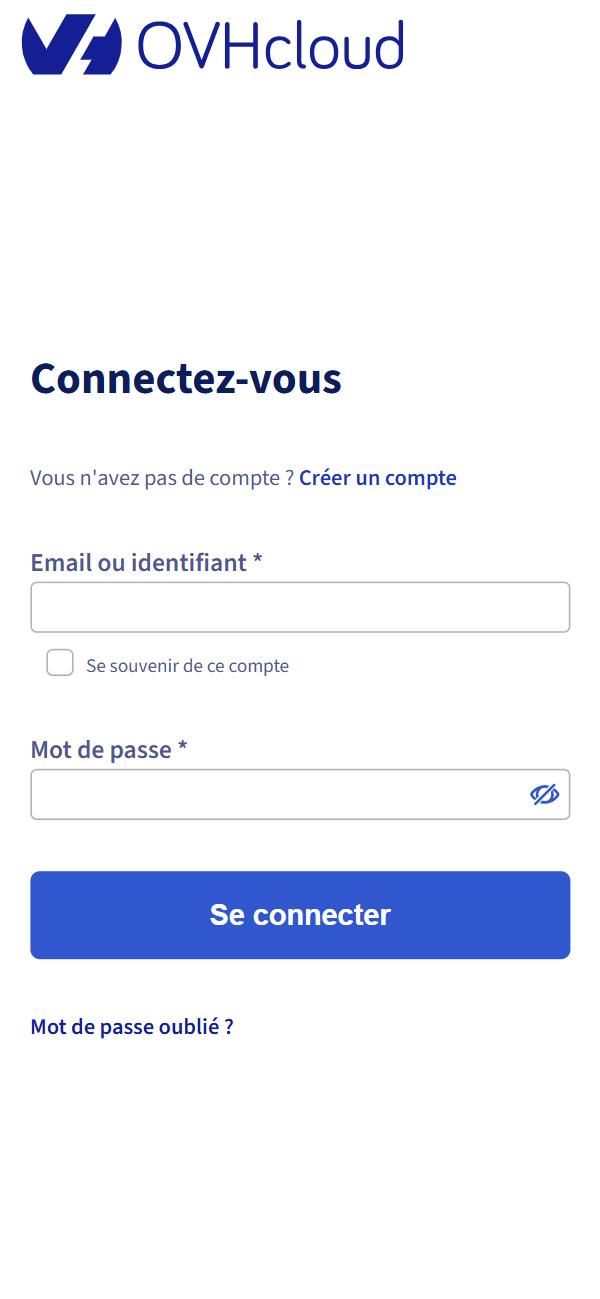 OVHcloud
Connectez-vous
Vous n'avez pas de compte ? Créer un compte
Email ou identifiant *
Se souvenir de ce compte
Mot de passe *
Se connecter
Mot de passe oublié ?